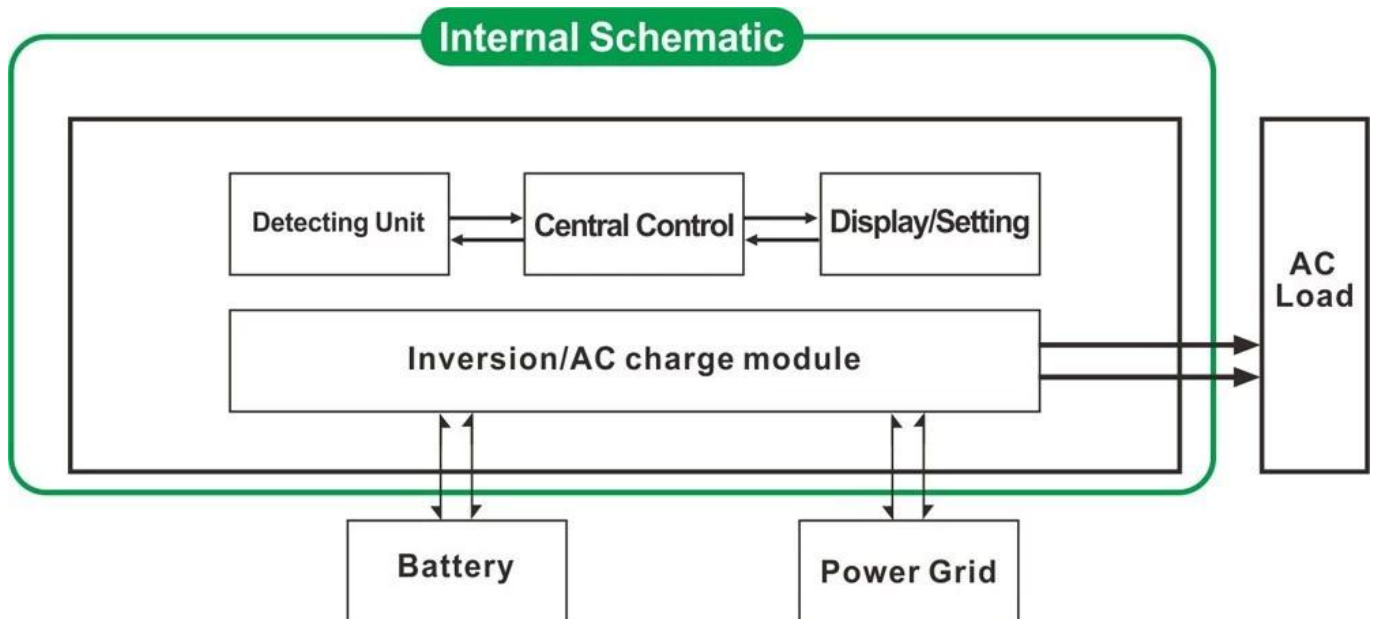 Internal Schematic
Detecting Unit
Central Control
Display/Setting
AC
Load
Inversion/AC charge module
Battery
Power Grid